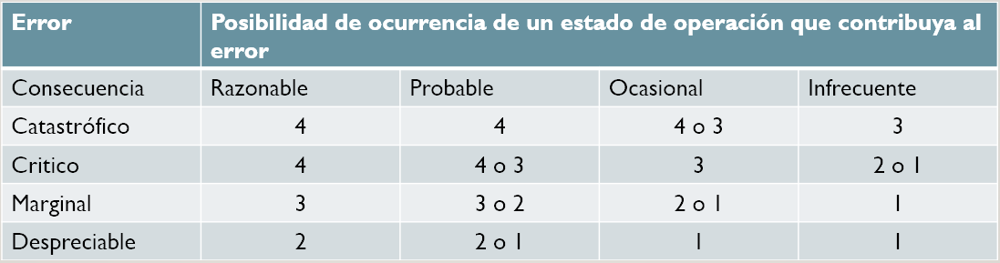 Error Posibilidad de ocurrencia de un estado de operación que contribuya al
error
Consecuencia Razonable Probable Ocasional Infrecuente
Catastrófico 4 4 4 o 3 3
Critico 4 4 o 3 3 2 o 1
Marginal 3 3 o 2 2 o 1 1
Despreciable 2 2 o 1 1 1